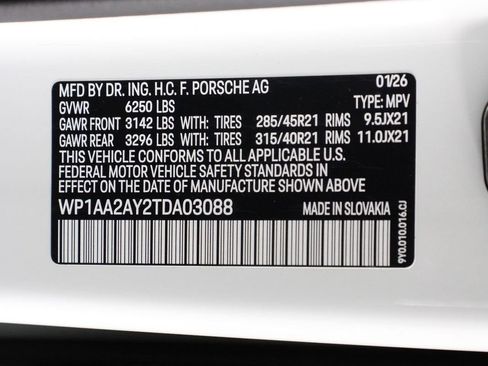 MFD BY DR. ING. H.C. F. PORSCHE AG 01/26
GVWR 6250 LBS TYPE: MPV
GAWR FRONT 3142 LBS WITH: TIRES 285/45R21 RIMS 9.5JX21
GAWR REAR 3296 LBS WITH: TIRES 315/40R21 RIMS 11.0JX21
THIS VEHICLE CONFORMS TO ALL APPLICABLE U.S.
FEDERAL MOTOR VEHICLE SAFETY STANDARDS IN
EFFECT ON THE DATE OF MANUFACTURE SHOWN ABOVE.
WP1AA2AY2TDA03088 MADE IN SLOVAKIA
9Y0.010.016.CJ